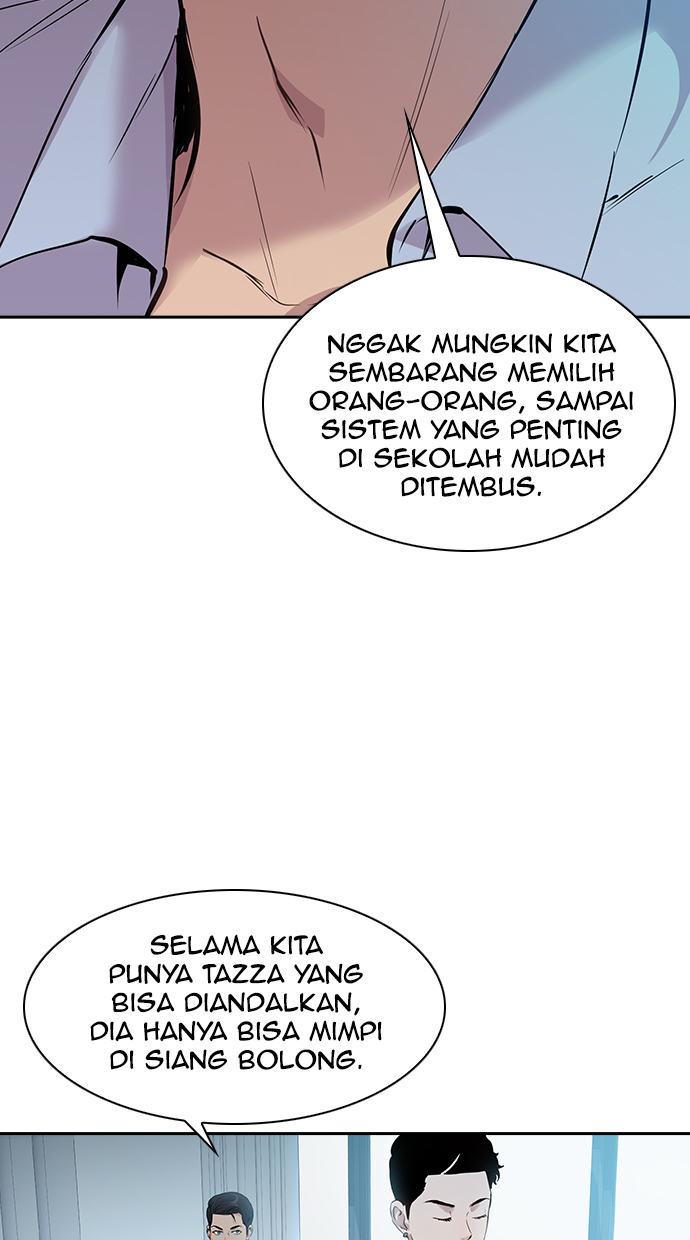 NGGAK MUNGKIN KITA
SEMBARANG MEMILIH
ORANG-ORANG, SAMPAI
SISTEM YANG PENTING
DI SEKOLAH MUDAH
DITEMBUS.
SELAMA KITA
PUNYA TAZZA YANG
BISA DIANDALKAN,
DIA HANYA BISA MIMPI
DI SIANG BOLONG.